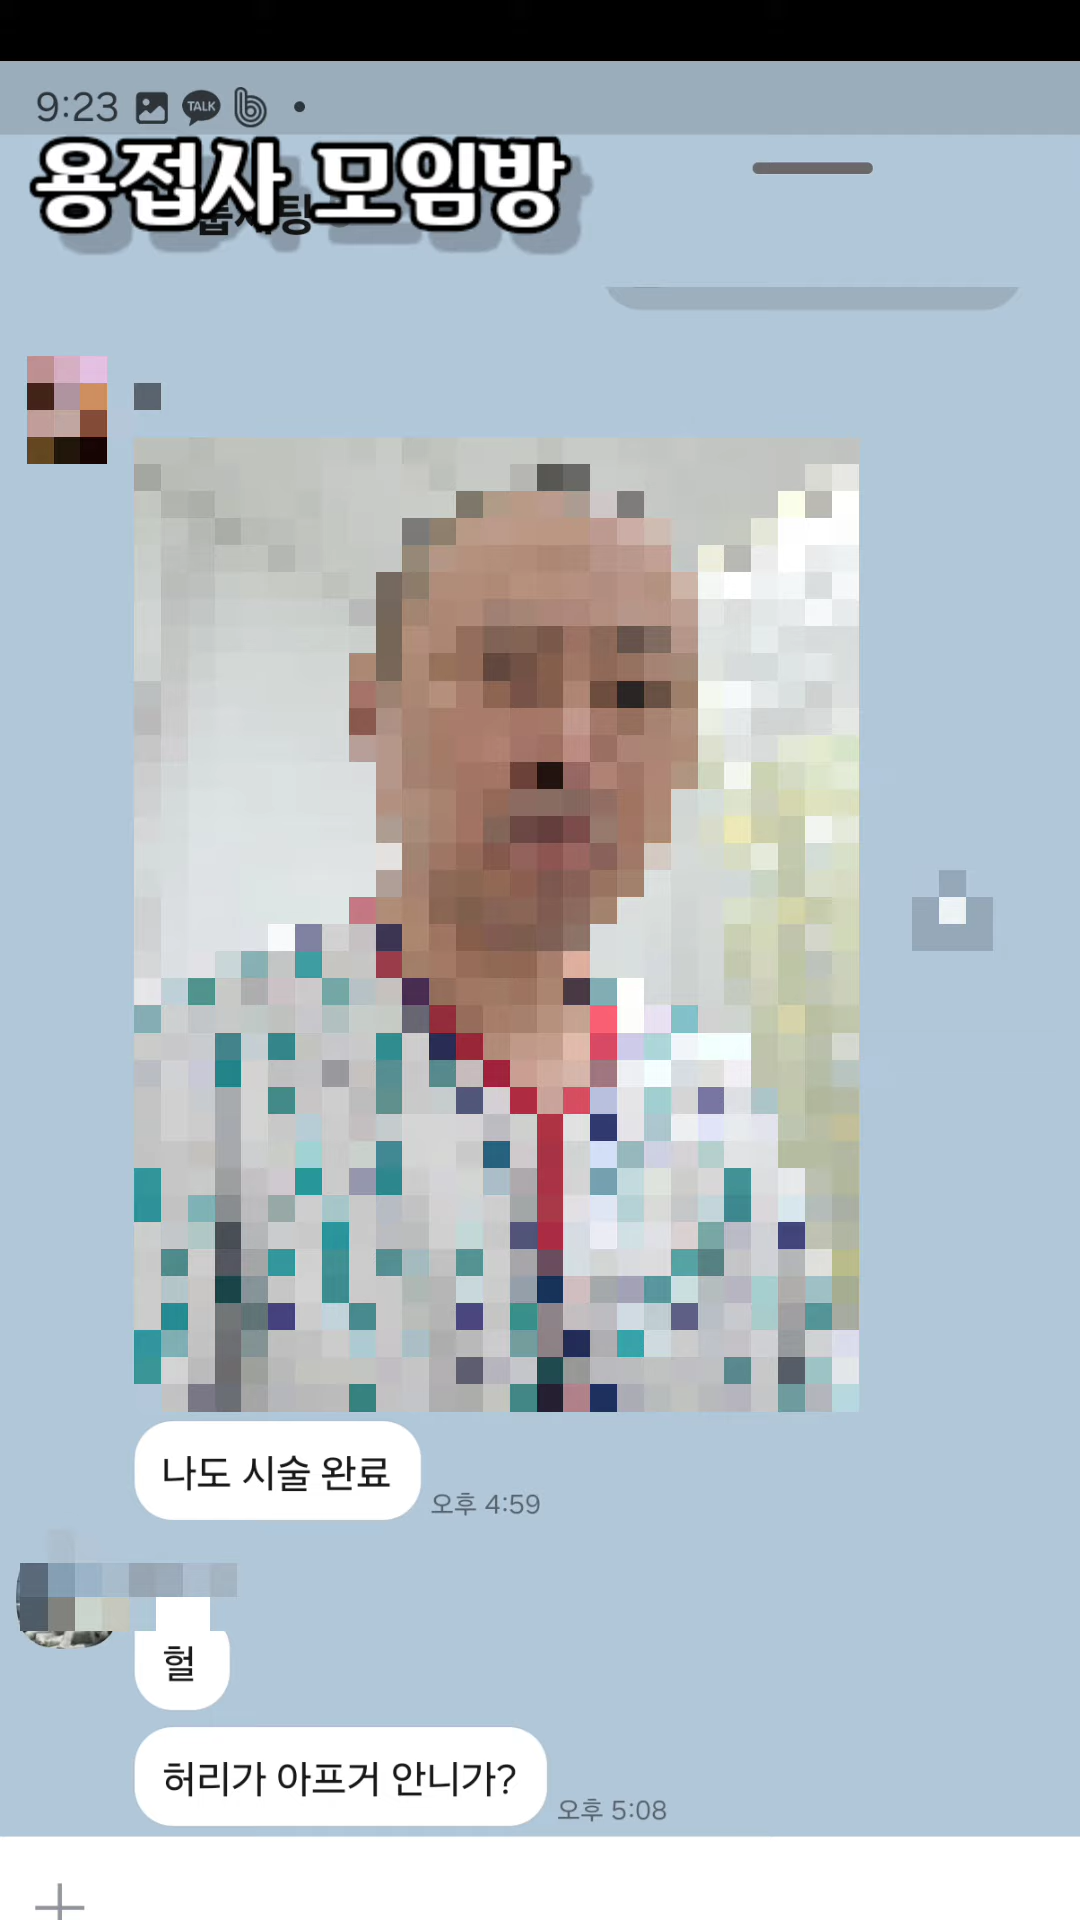 9:23
TALK
용접사 모임방
나도 시술 완료
오후 4:59
헐
허리가 아프거 안니가?
오후 5:08